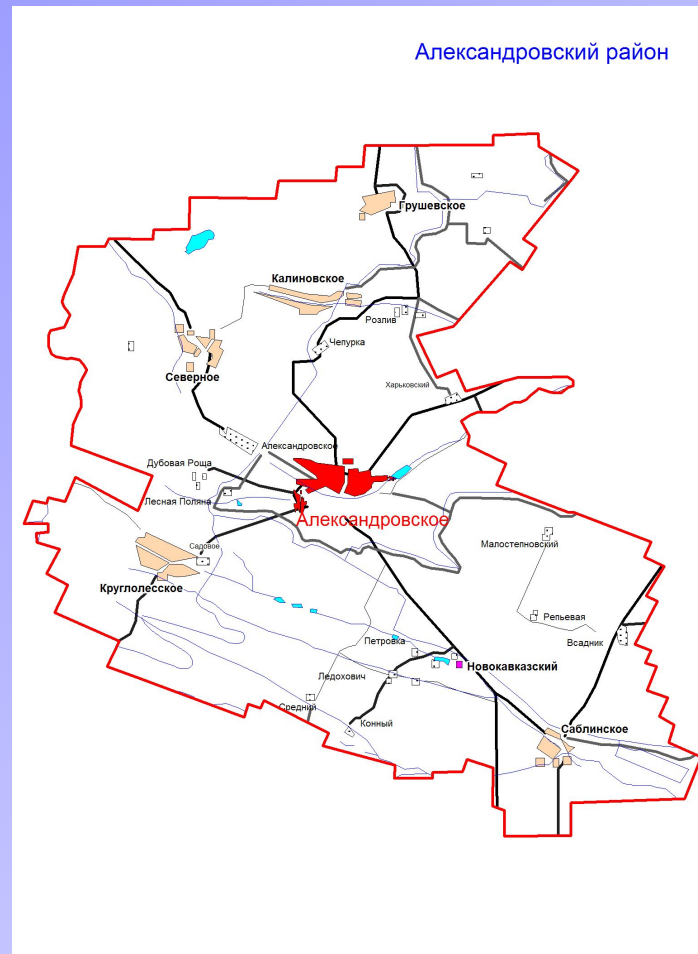 Александровский район
Грушевское
Калиновское
Розлив
Чепурка
Северное
Харьковский
Александровское
Дубовая Роща
Лесная Поляна
Александровское
Садовое
Малостепновский
Круглолесское
Репьевая
Петровка
Всадник
Новокавказский
Ледохович
Средний
Конный
Саблинское